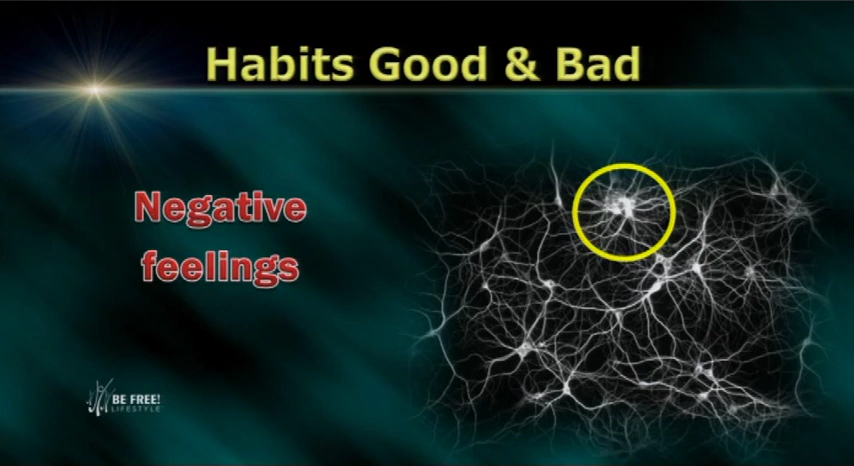 Habits Good & Bad
Negative
feelings
BE FREE!
LIFESTYLE